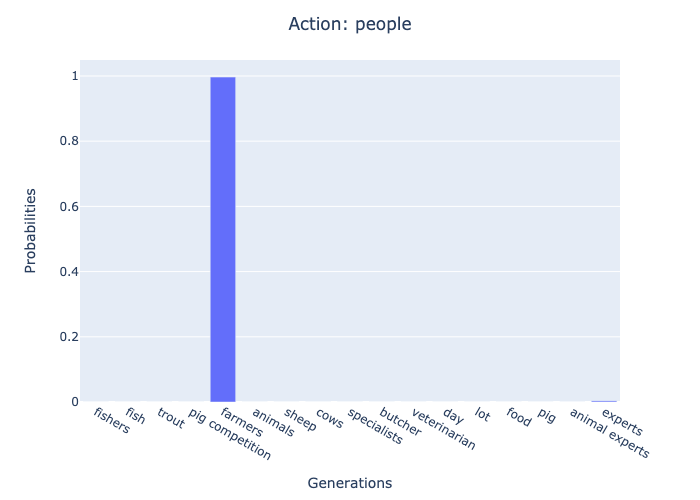 Action: people
Probabilities
1
0.8
0.6
0.4
0.2
0
fishers
fish
trout
pig competition
farmers
animals
sheep
cows
specialists
butcher
veterinarian
day
lot
food
pig
animal experts
experts
Generations